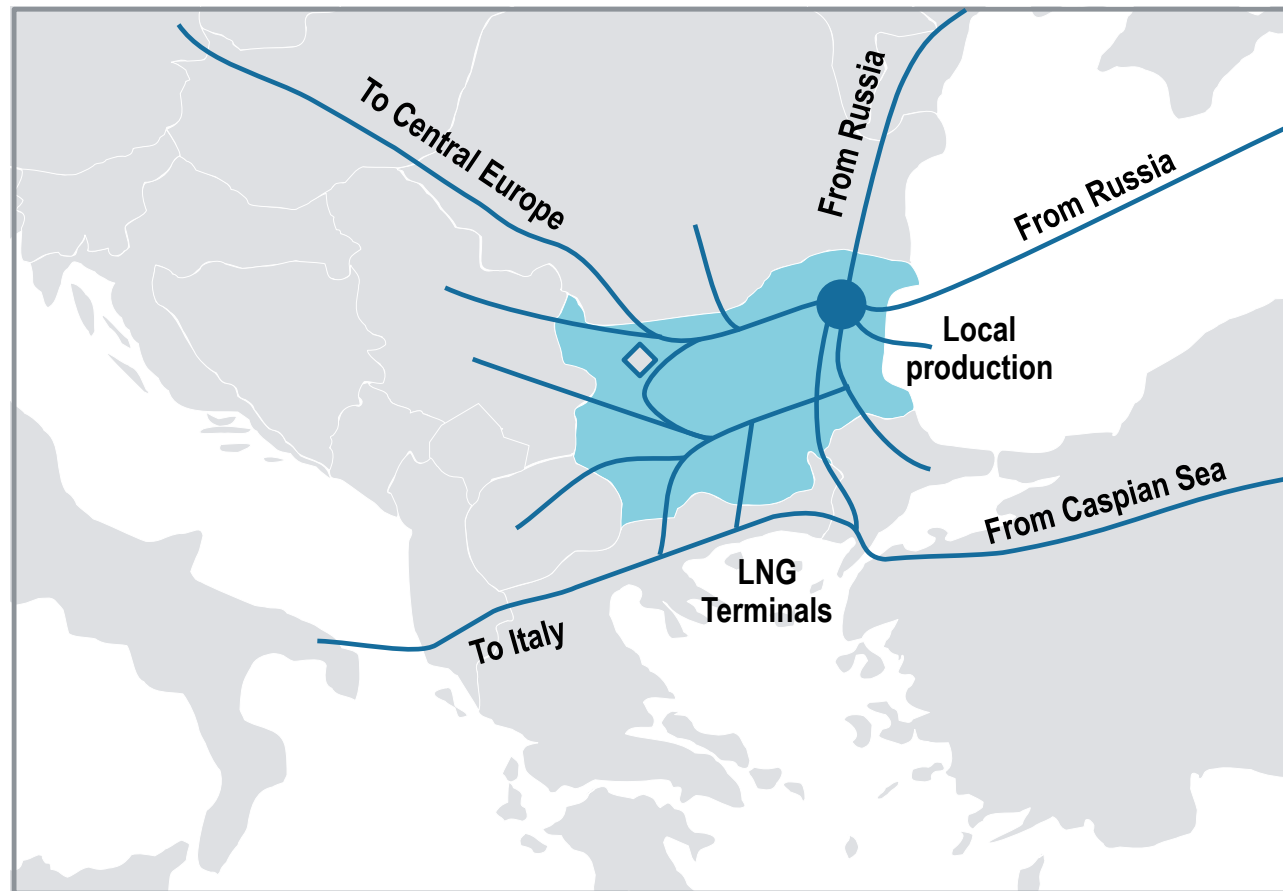 To Central Europe
From Russia
From Russia
Local
production
From Caspian Sea
LNG
Terminals
To Italy